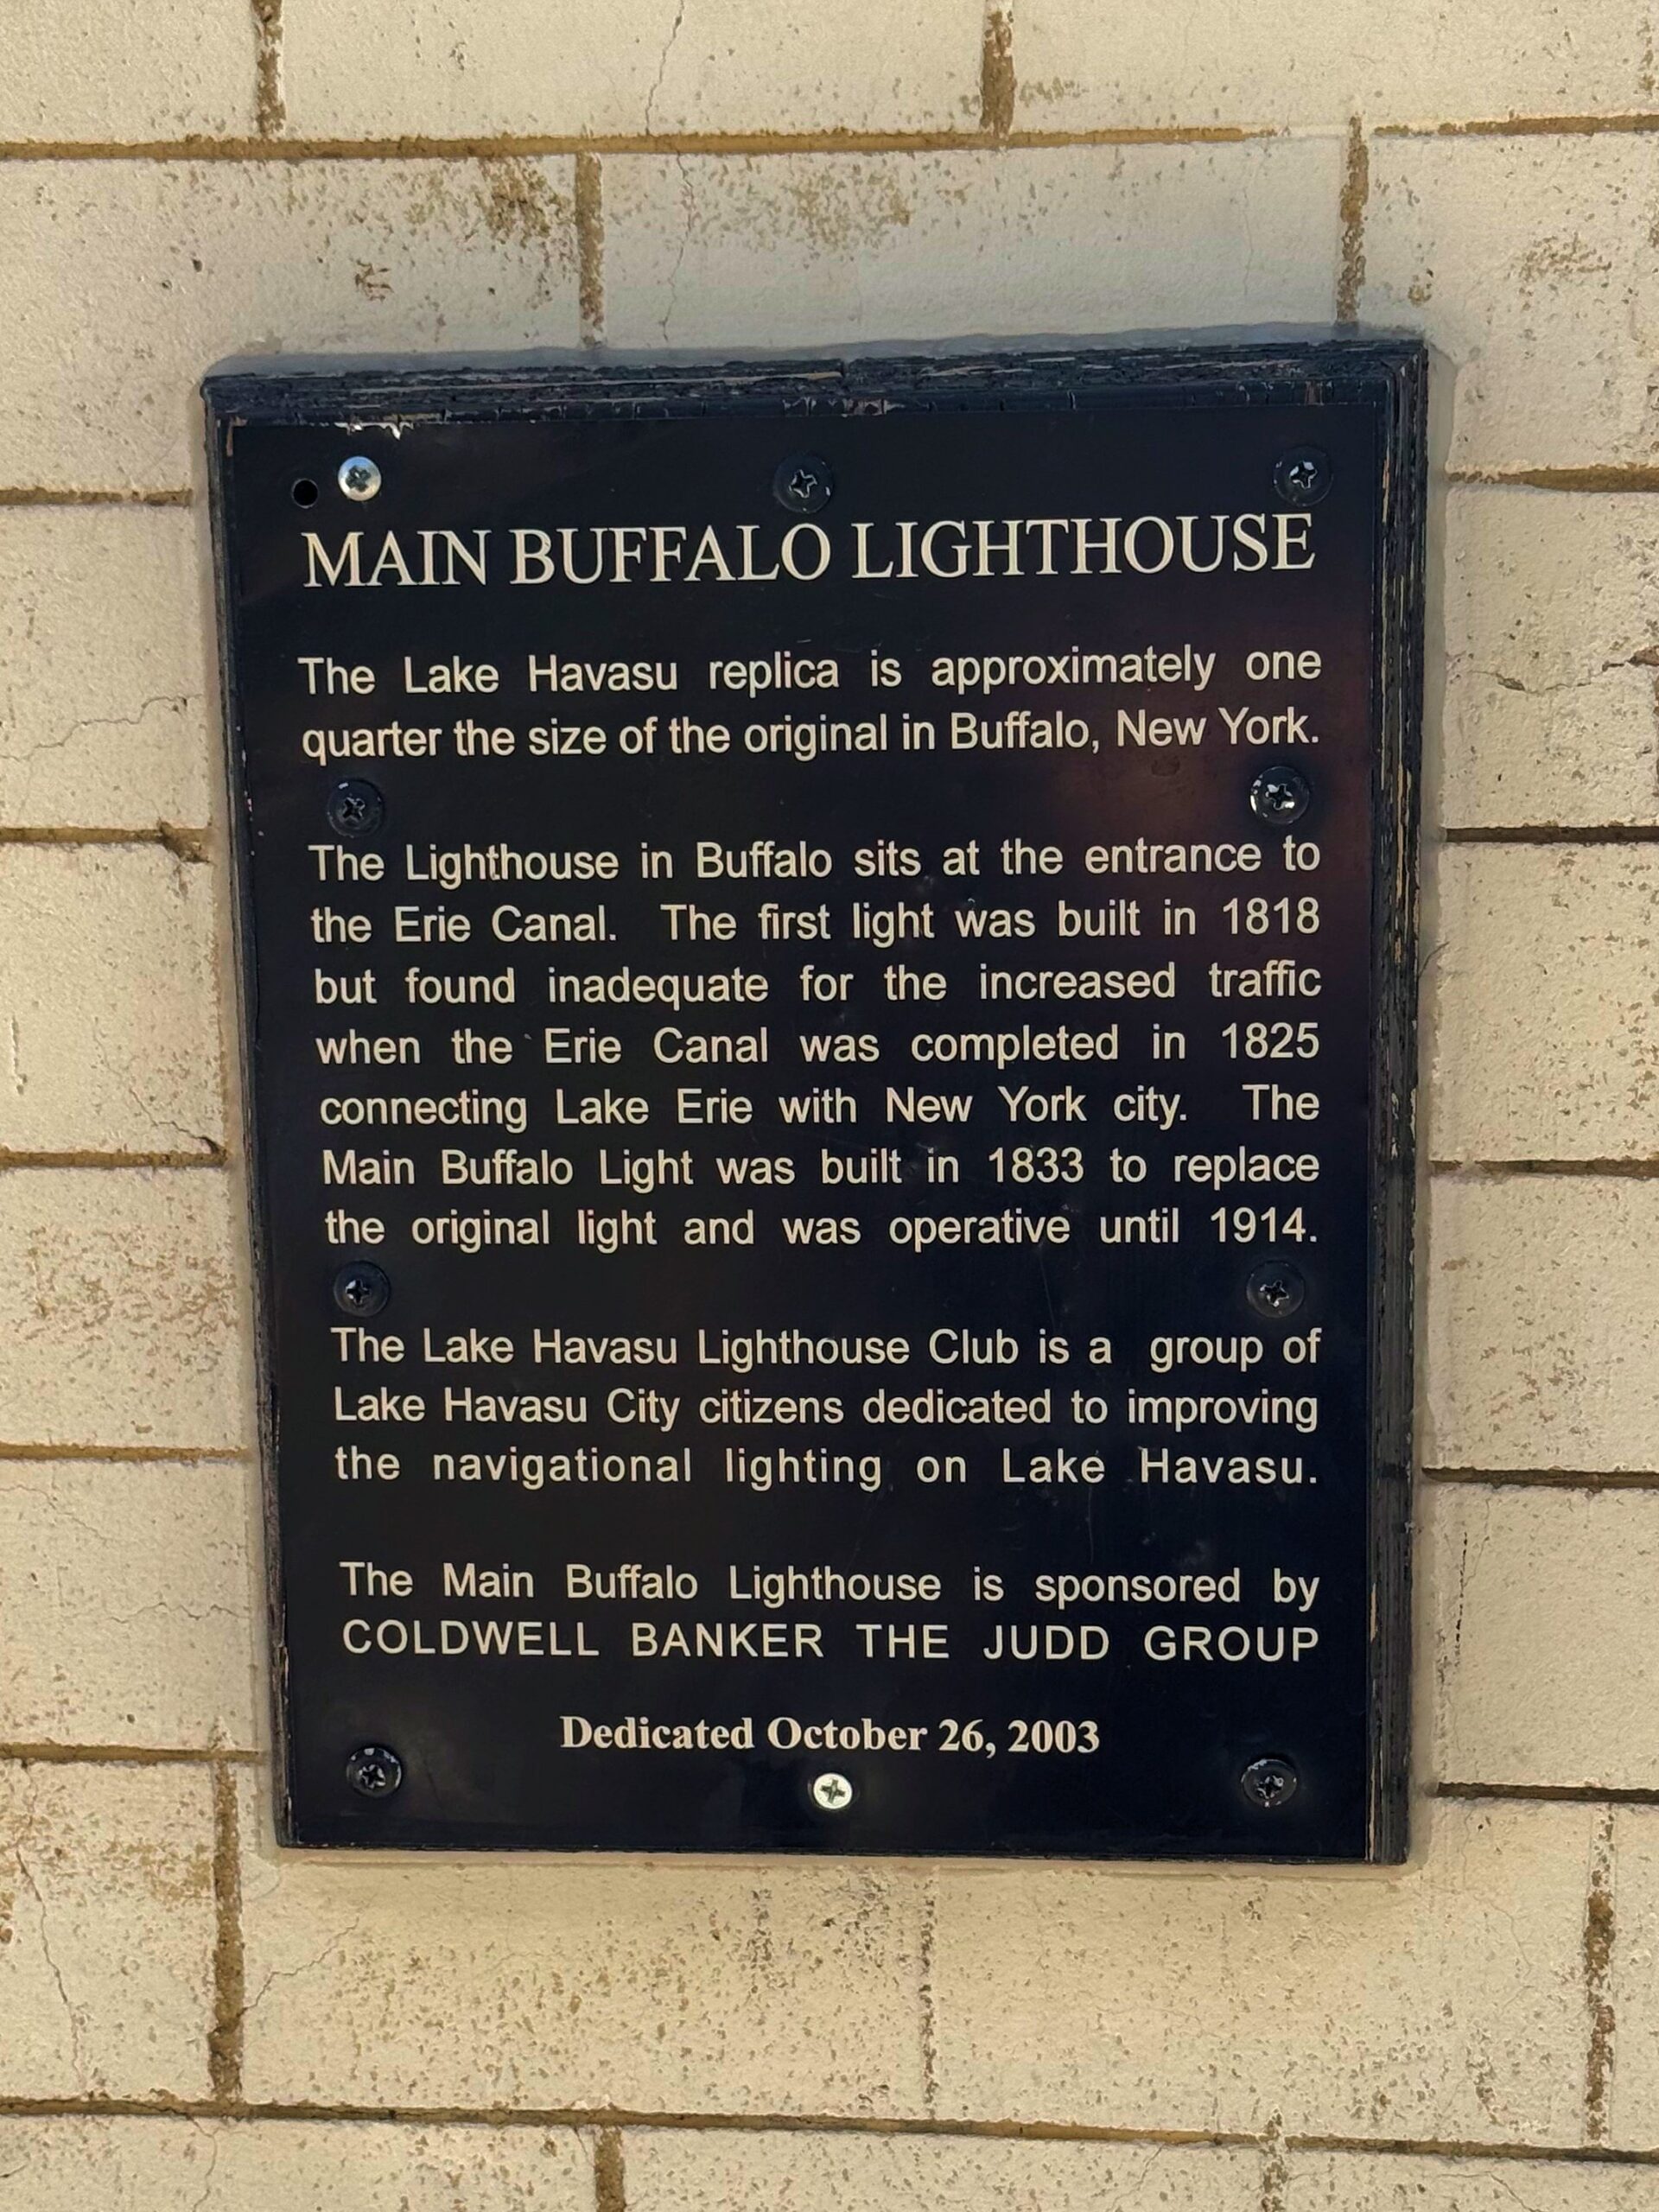 MAIN BUFFALO LIGHTHOUSE
The Lake Havasu replica is approximately one
quarter the size of the original in Buffalo, New York.
The Lighthouse in Buffalo sits at the entrance to
the Erie Canal. The first light was built in 1818
but found inadequate for the increased traffic
when the Erie Canal was completed in 1825
connecting Lake Erie with New York city. The
Main Buffalo Light was built in 1833 to replace
the original light and was operative until 1914.
The Lake Havasu Lighthouse Club is a group of
Lake Havasu City citizens dedicated to improving
the navigational lighting on Lake Havasu.
The Main Buffalo Lighthouse is sponsored by
COLDWELL BANKER THE JUDD GROUP
Dedicated October 26, 2003